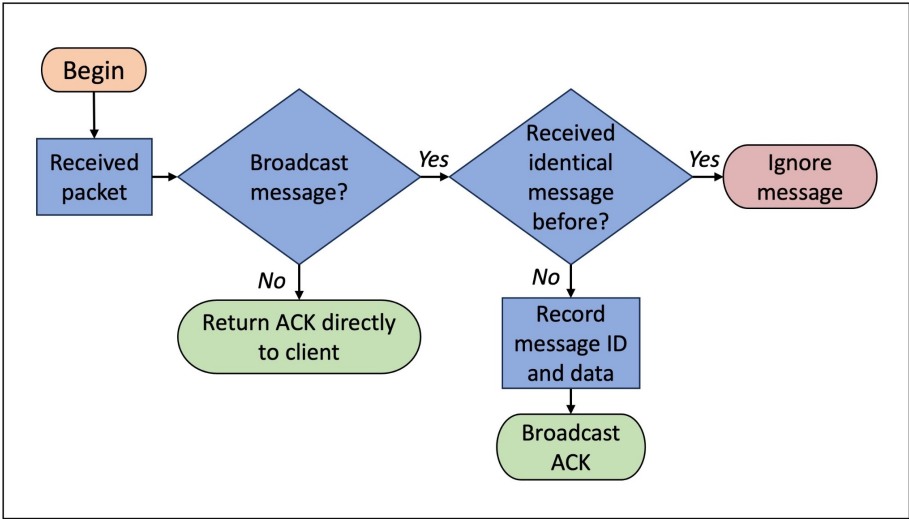 Begin
Received
packet
Broadcast
message?
Yes
Received
identical
message
before?
Yes
Ignore
message
No
Return ACK directly
to client
No
Record
message ID
and data
Broadcast
ACK